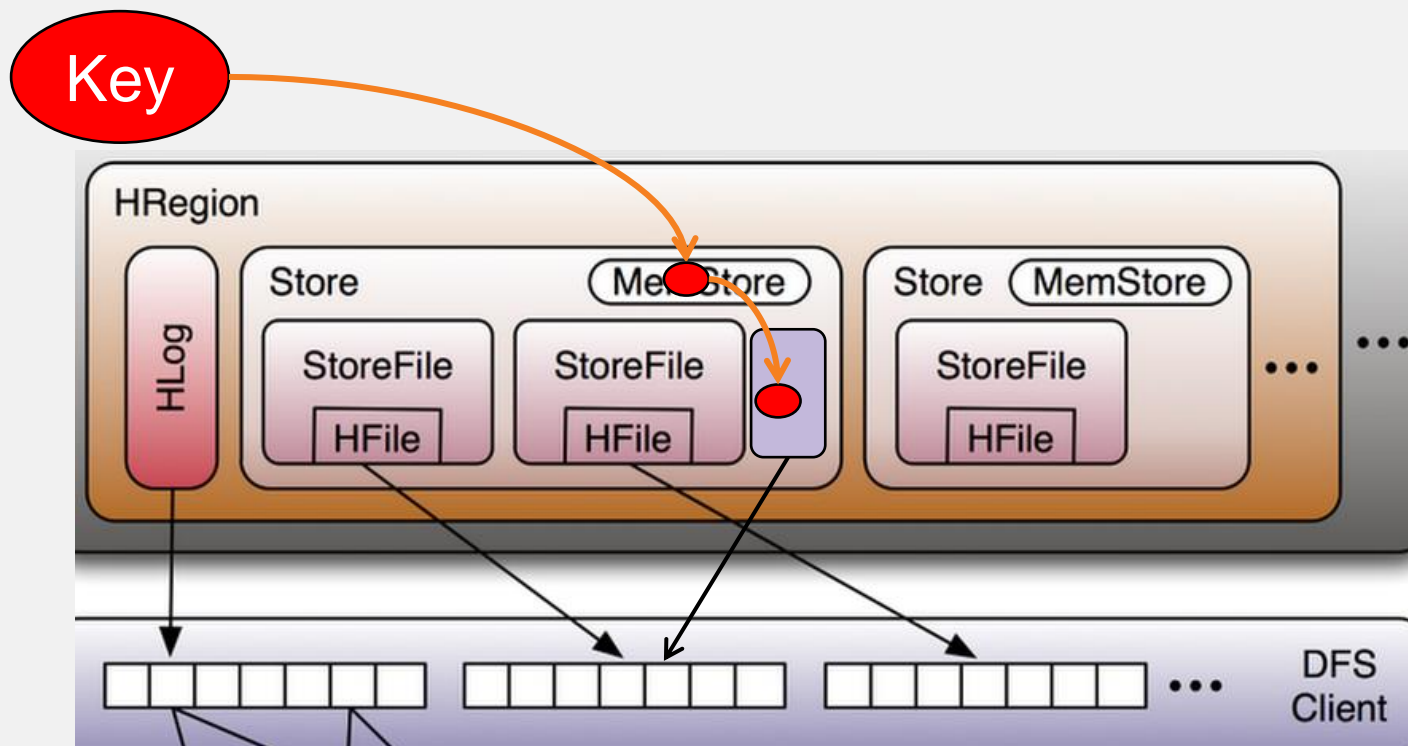 Key
HRegion
HLog
Store
MemStore
Store
MemStore
StoreFile
HFile
StoreFile
HFile
StoreFile
HFile
...
...
...
DFS
Client